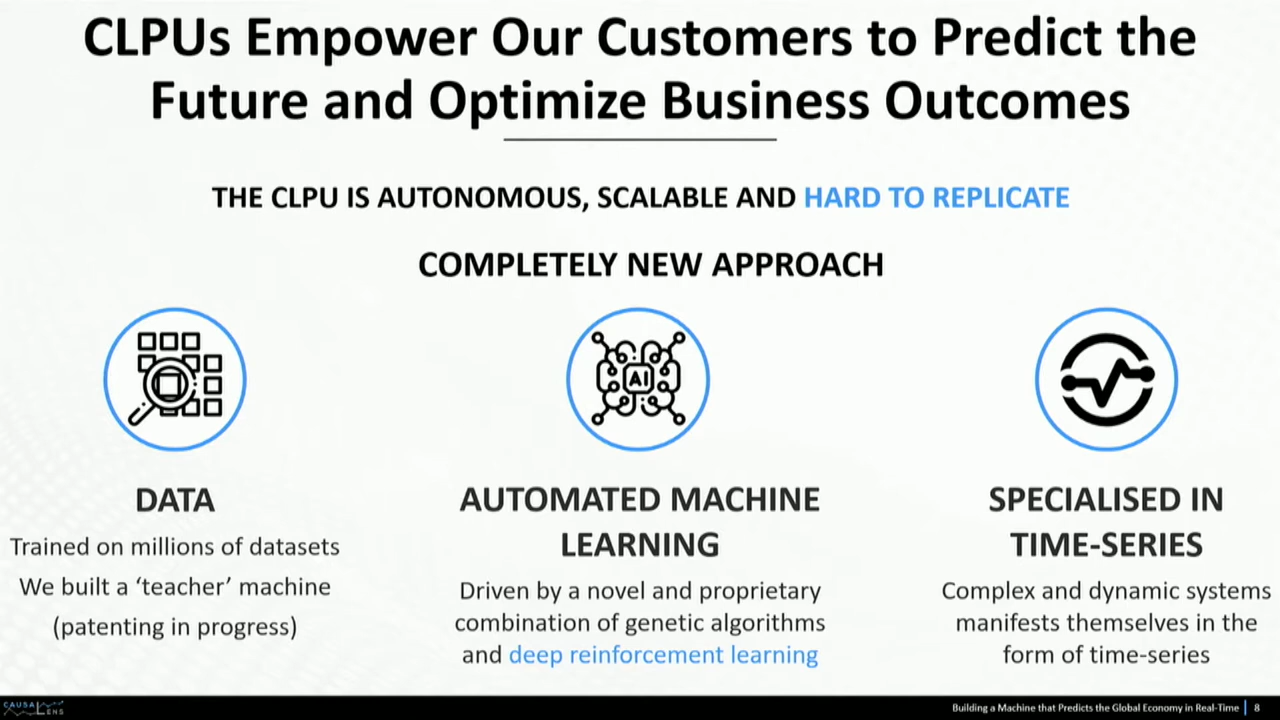 CLPUs Empower Our Customers to Predict the
Future and Optimize Business Outcomes
THE CLPU IS AUTONOMOUS, SCALABLE AND HARD TO REPLICATE
COMPLETELY NEW APPROACH
DATA
Trained on millions of datasets
We built a ‘teacher’ machine
(patenting in progress)
AI
AUTOMATED MACHINE
LEARNING
Driven by a novel and proprietary
combination of genetic algorithms
and deep reinforcement learning
SPECIALISED IN
TIME-SERIES
Complex and dynamic systems
manifests themselves in the
form of time-series
CAUSALENS
Building a Machine that Predicts the Global Economy in Real-Time | 8